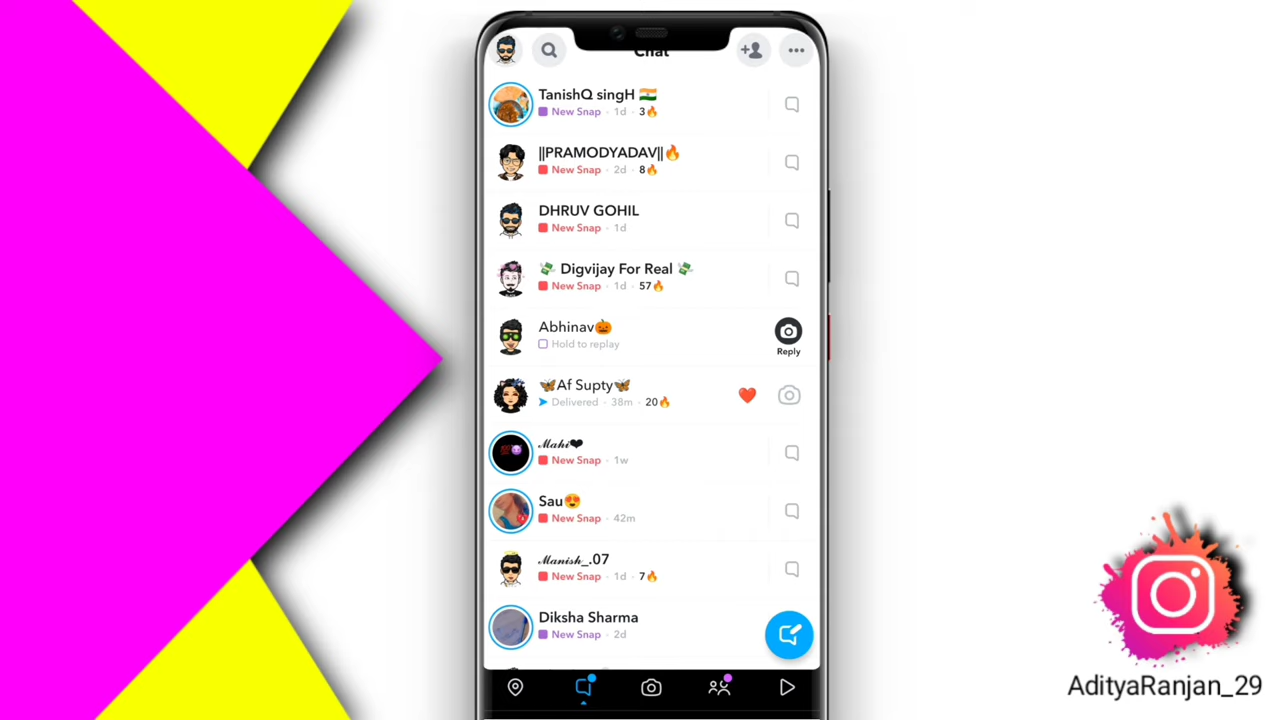 Chat
TanishQ singH 🇮🇳
New Snap · 1d · 3🔥
||PRAMODYADAV||🔥
New Snap · 2d · 8🔥
DHRUV GOHIL
New Snap · 1d
💸 Digvijay For Real 💸
New Snap · 1d · 57🔥
Abhinav🎃
Hold to replay
Reply
🦋Af Supty🦋
Delivered · 38m · 20🔥
𝓜𝓪𝓱𝓲❤
New Snap · 1w
Sau😍
New Snap · 42m
𝓜𝓪𝓷𝓲𝓼𝓱_.07
New Snap · 1d · 7🔥
Diksha Sharma
New Snap · 2d
AdityaRanjan_29